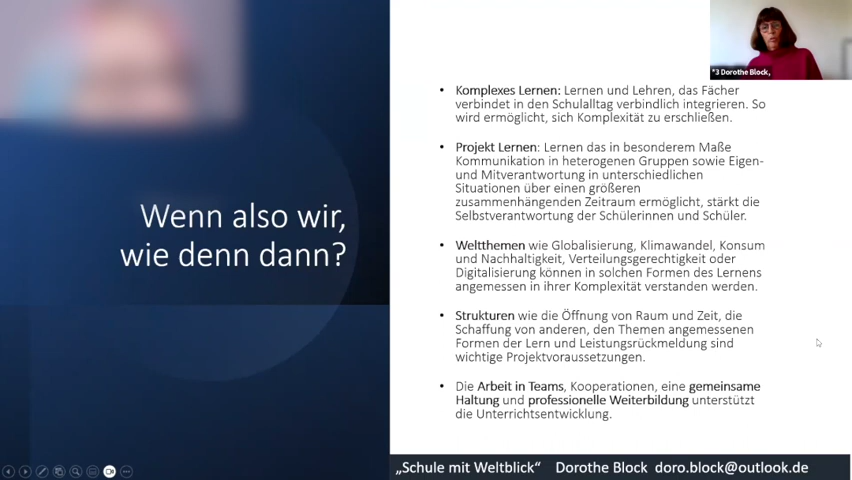 *3 Dorothe Block,
Wenn also wir,
wie denn dann?
• Komplexes Lernen: Lernen und Lehren, das Fächer
verbindet in den Schulalltag verbindlich integrieren. So
wird ermöglicht, sich Komplexität zu erschließen.
• Projekt Lernen: Lernen das in besonderem Maße
Kommunikation in heterogenen Gruppen sowie Eigen-
und Mitverantwortung in unterschiedlichen
Situationen über einen größeren
zusammenhängenden Zeitraum ermöglicht, stärkt die
Selbstverantwortung der Schülerinnen und Schüler.
• Weltthemen wie Globalisierung, Klimawandel, Konsum
und Nachhaltigkeit, Verteilungsgerechtigkeit oder
Digitalisierung können in solchen Formen des Lernens
angemessen in ihrer Komplexität verstanden werden.
• Strukturen wie die Öffnung von Raum und Zeit, die
Schaffung von anderen, den Themen angemessenen
Formen der Lern und Leistungsrückmeldung sind
wichtige Projektvoraussetzungen.
• Die Arbeit in Teams, Kooperationen, eine gemeinsame
Haltung und professionelle Weiterbildung unterstützt
die Unterrichtsentwicklung.
„Schule mit Weltblick“ Dorothe Block doro.block@outlook.de